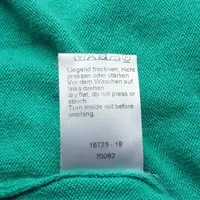 Liegend trocknen, nicht
pressen oder stärken
Vor dem Waschen auf
links drehen
dry flat, do not press or
starch
Turn inside out before
washing
16729 - 19
70062